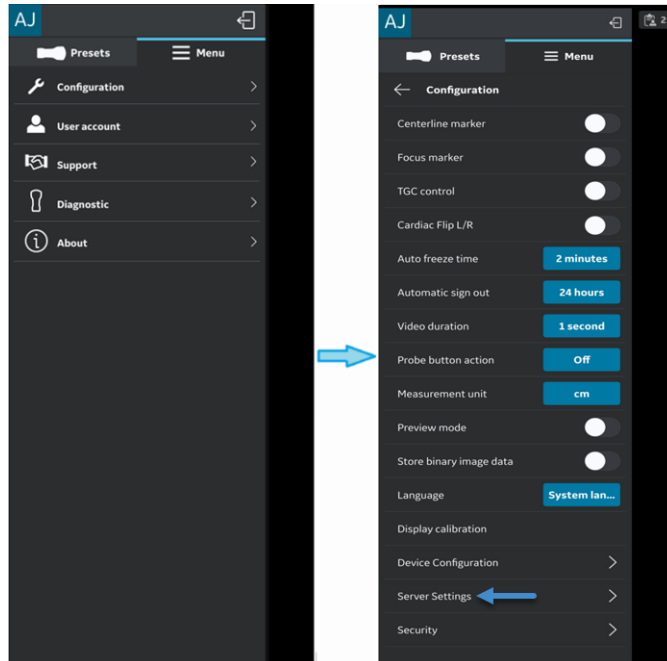 AJ
Presets Menu
Configuration
User account
Support
Diagnostic
i About
AJ
2
Presets Menu
Configuration
Centerline marker
Focus marker
TGC control
Cardiac Flip L/R
Auto freeze time 2 minutes
Automatic sign out 24 hours
Video duration 1 second
Probe button action Off
Measurement unit cm
Preview mode
Store binary image data
Language System lan...
Display calibration
Device Configuration
Server Settings
Security